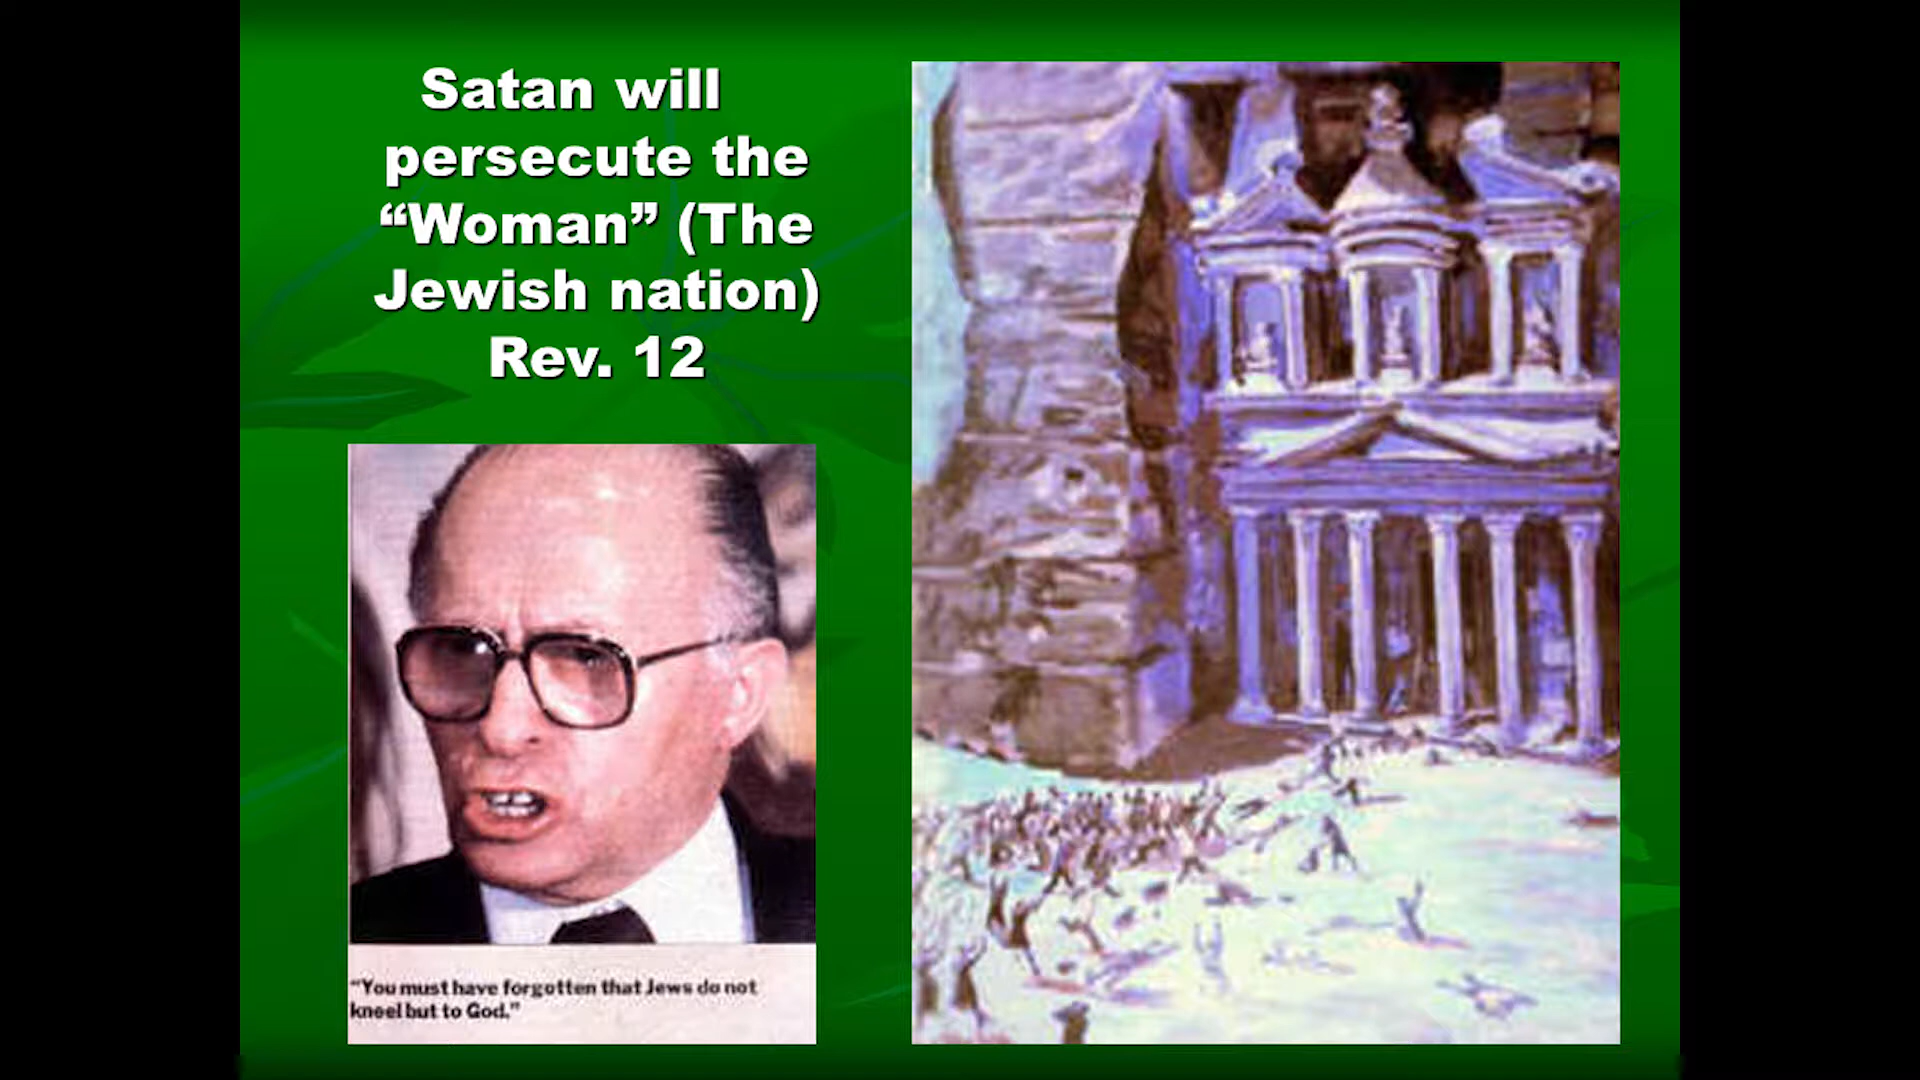 Satan will
persecute the
“Woman” (The
Jewish nation)
Rev. 12
“You must have forgotten that Jews do not
kneel but to God.”